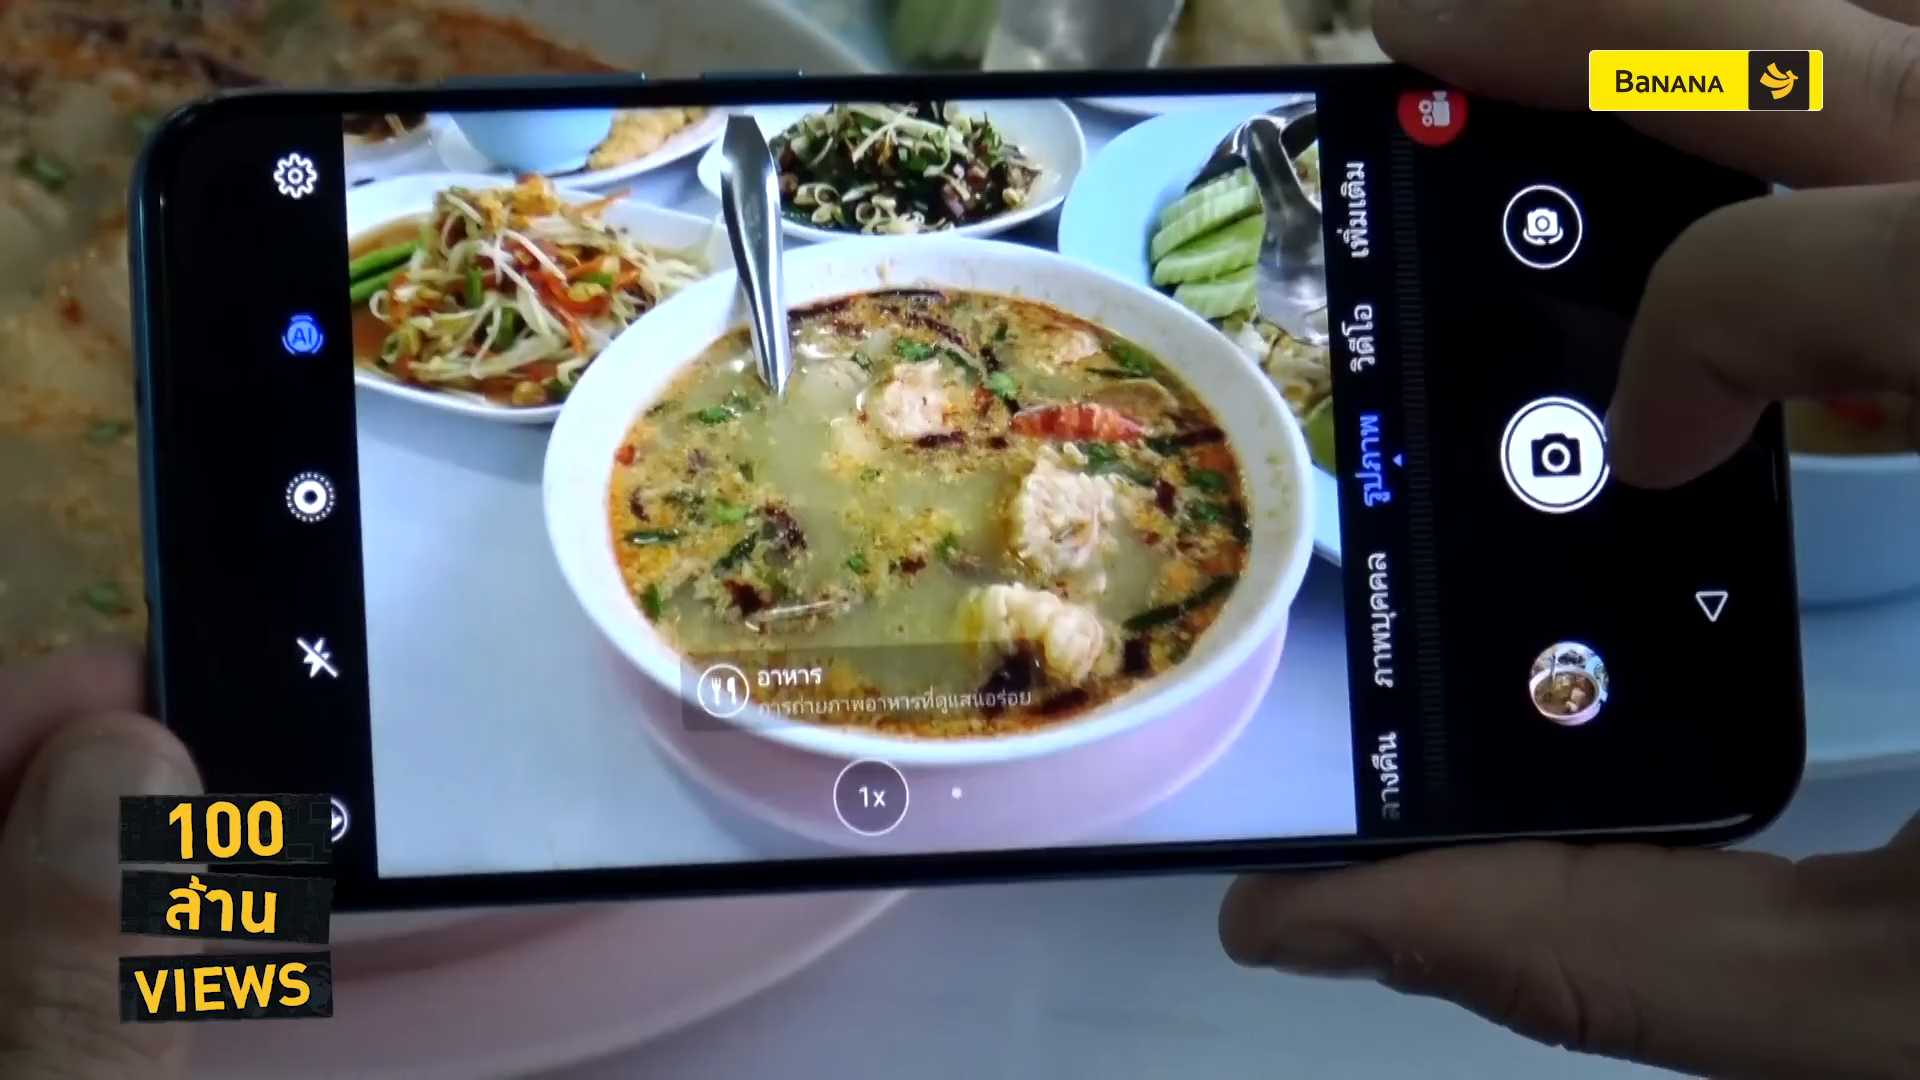 BaNANA
AI
เพิ่มเติม
วิดีโอ
รูปภาพ
ภาพบุคคล
กลางคืน
อาหาร
การถ่ายภาพอาหารที่ดูแสนอร่อย
1x
100
ล้าน
VIEWS